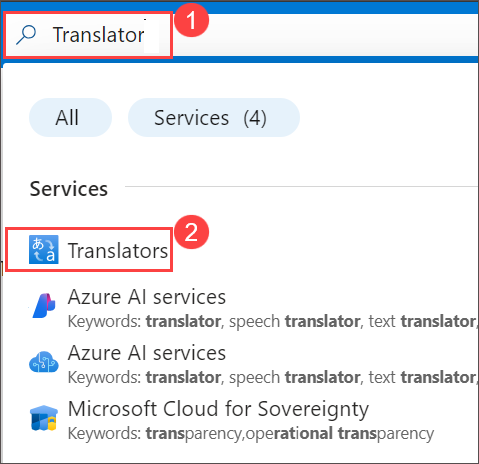 Translator
1
All
Services (4)
Services
2
あ a Translators
Azure AI services
Keywords: translator, speech translator, text translator,
Azure AI services
Keywords: translator, speech translator, text translator,
Microsoft Cloud for Sovereignty
Keywords: transparency,operational transparency